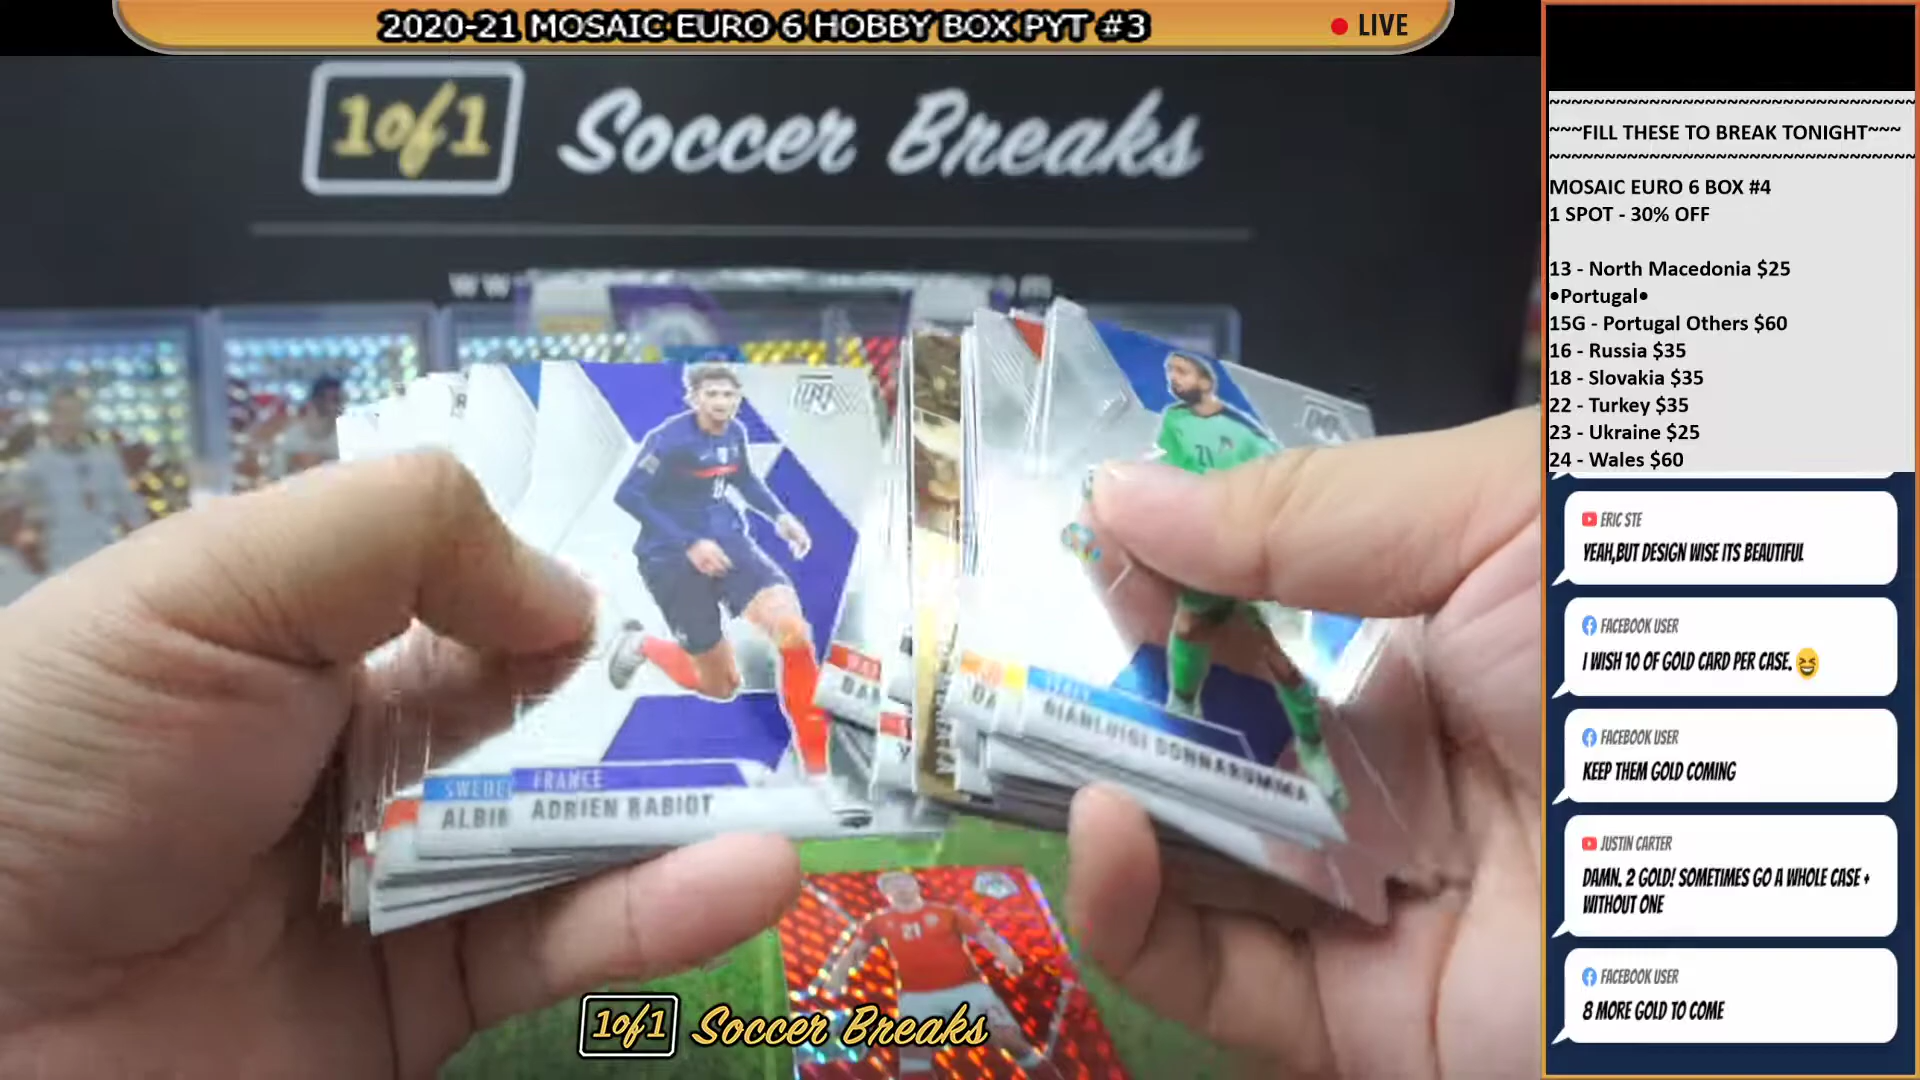 2020-21 MOSAIC EURO 6 HOBBY BOX PYT #3
LIVE
1of1 Soccer Breaks
~~~FILL THESE TO BREAK TONIGHT~~~
MOSAIC EURO 6 BOX #4
1 SPOT - 30% OFF
13 - North Macedonia $25
•Portugal•
15G - Portugal Others $60
16 - Russia $35
18 - Slovakia $35
22 - Turkey $35
23 - Ukraine $25
24 - Wales $60
ERIC STE
YEAH,BUT DESIGN WISE ITS BEAUTIFUL
FACEBOOK USER
I WISH 10 OF GOLD CARD PER CASE.😆
FACEBOOK USER
KEEP THEM GOLD COMING
JUSTIN CARTER
DAMN. 2 GOLD! SOMETIMES GO A WHOLE CASE +
WITHOUT ONE
FACEBOOK USER
8 MORE GOLD TO COME
21
FRANCE
ADRIEN RABIOT
SWEDE
ALBI
ITALY
GIANLUIGI DONNARUMMA
21
1of1 Soccer Breaks